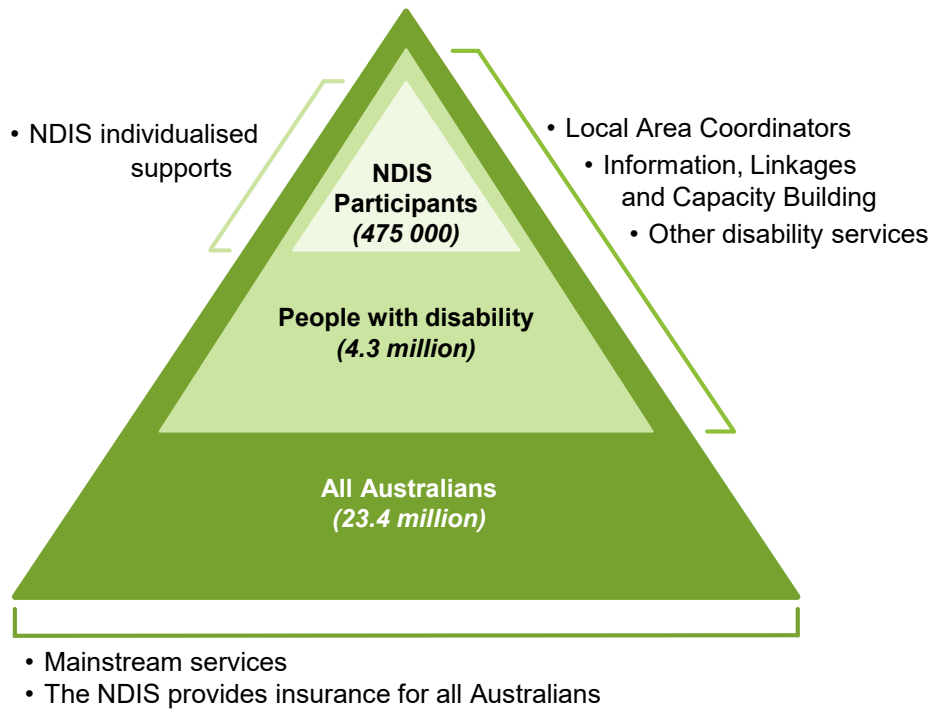 • NDIS individualised
supports
• Local Area Coordinators
• Information, Linkages
and Capacity Building
• Other disability services
NDIS
Participants
(475 000)
People with disability
(4.3 million)
All Australians
(23.4 million)
• Mainstream services
• The NDIS provides insurance for all Australians